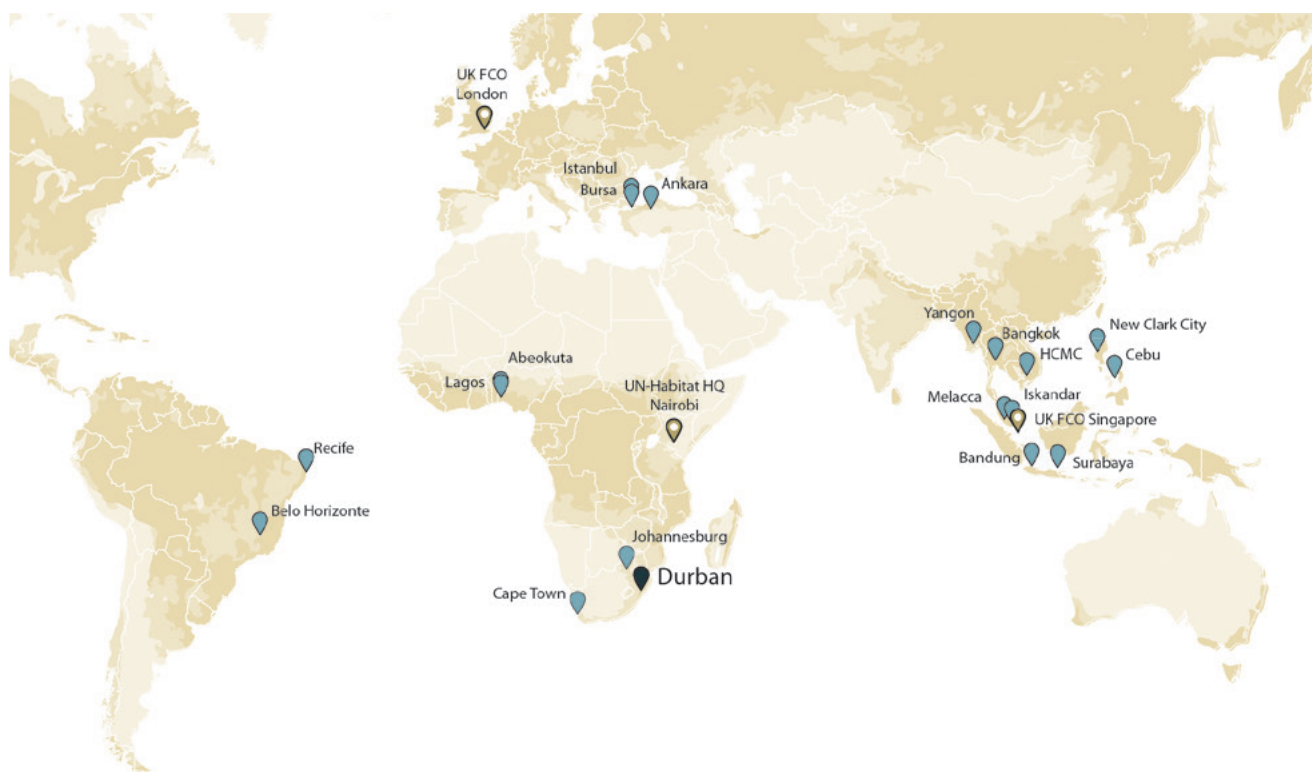 UK FCO
London
Istanbul
Bursa
Ankara
Yangon
Bangkok
New Clark City
HCMC
Cebu
Abeokuta
Lagos
UN-Habitat HQ
Nairobi
Melacca
Iskandar
UK FCO Singapore
Bandung
Surabaya
Recife
Belo Horizonte
Johannesburg
Durban
Cape Town